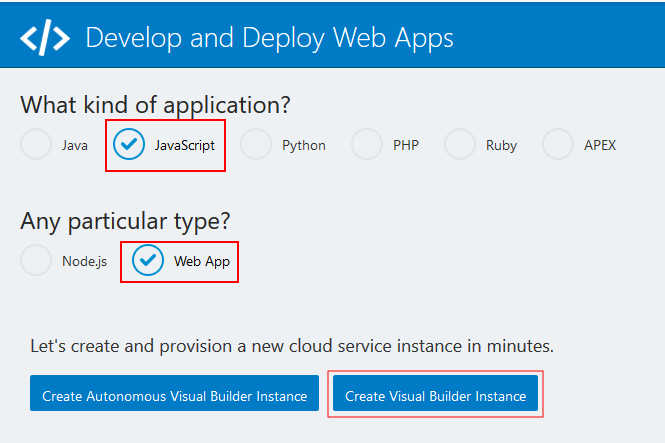 </> Develop and Deploy Web Apps
What kind of application?
Java JavaScript Python PHP Ruby APEX
Any particular type?
Node.js Web App
Let's create and provision a new cloud service instance in minutes.
Create Autonomous Visual Builder Instance Create Visual Builder Instance